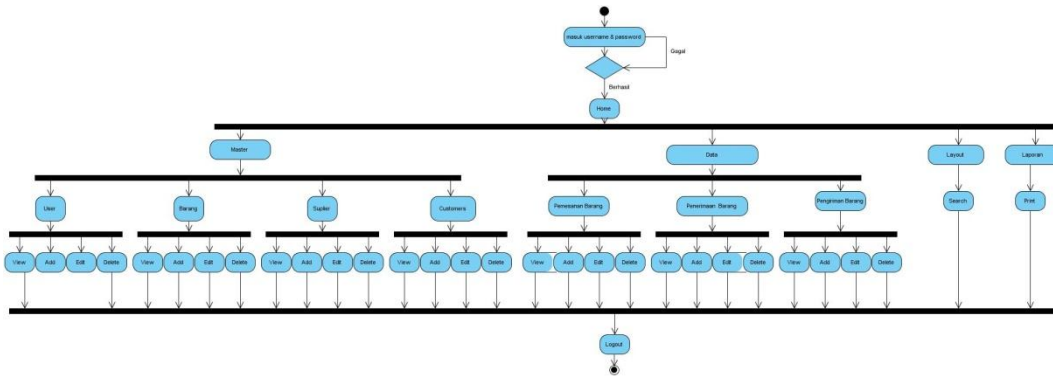 masuk username & password
Gagal
Berhasil
Home
Master
Data
Layout
Laporan
User
Barang
Suplier
Customers
Pemesanan Barang
Penerimaan Barang
Pengiriman Barang
Search
Print
View Add Edit Delete View Add Edit Delete View Add Edit Delete View Add Edit Delete View Add Edit Delete View Add Edit Delete View Add Edit Delete
Logout